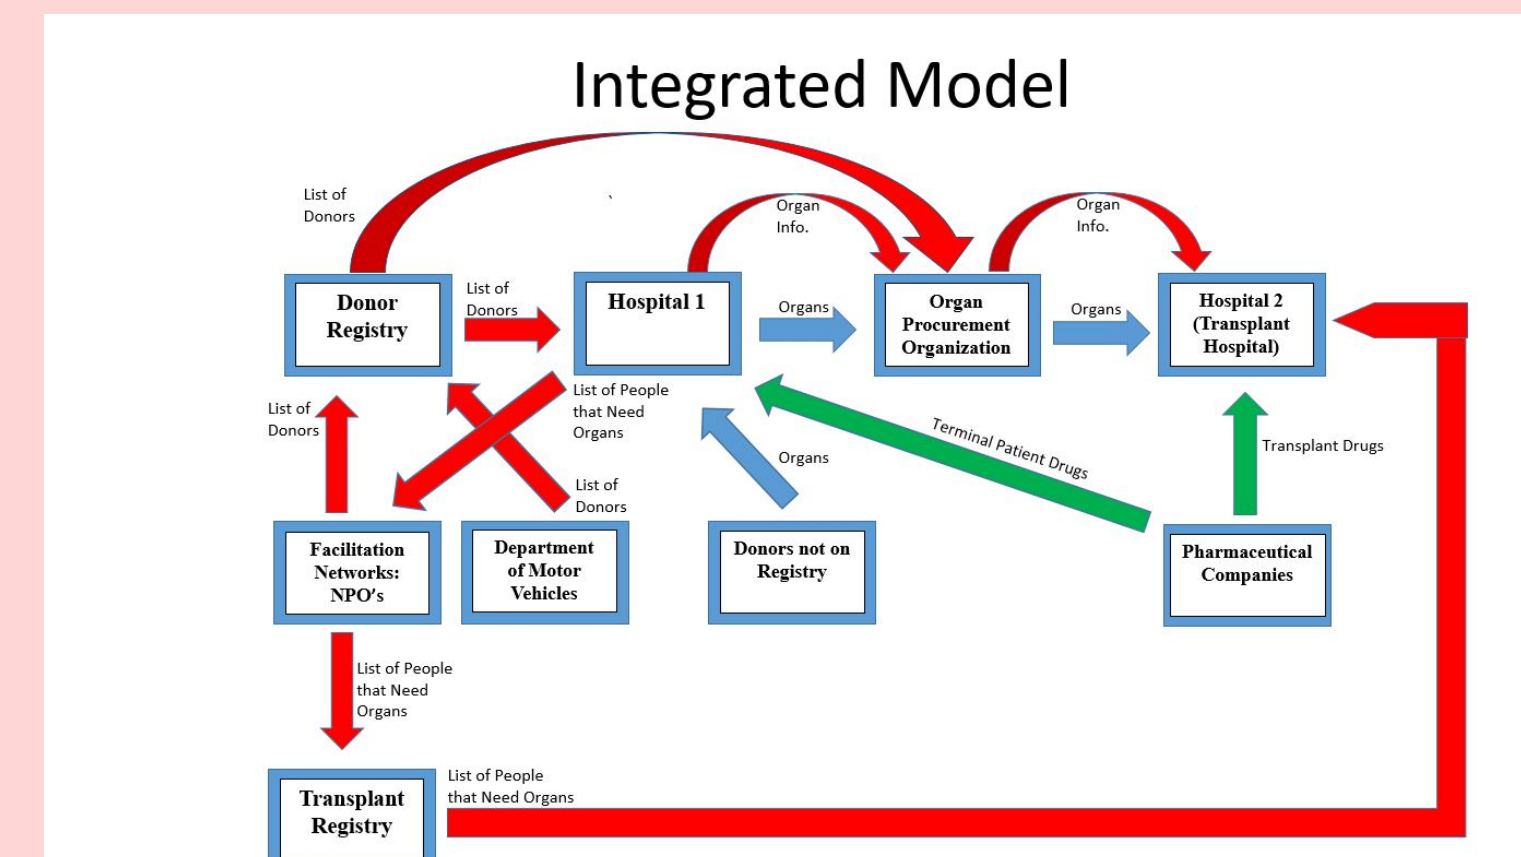 Integrated Model
List of
Donors
Organ
Info.
Organ
Info.
Donor
Registry
List of
Donors
Hospital 1
Organs
Organ
Procurement
Organization
Organs
Hospital 2
(Transplant
Hospital)
List of
Donors
List of People
that Need
Organs
List of
Donors
Organs
Terminal Patient Drugs
Transplant Drugs
Facilitation
Networks:
NPO's
Department
of Motor
Vehicles
Donors not on
Registry
Pharmaceutical
Companies
List of People
that Need
Organs
Transplant
Registry
List of People
that Need Organs